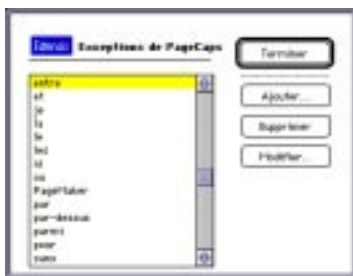 Exceptions de PageCaps
Terminer
entre
et
je
la
le
les
ni
ou
PageMaker
par
par-dessus
parmi
pour
sans
Ajouter...
Supprimer
Modifier...